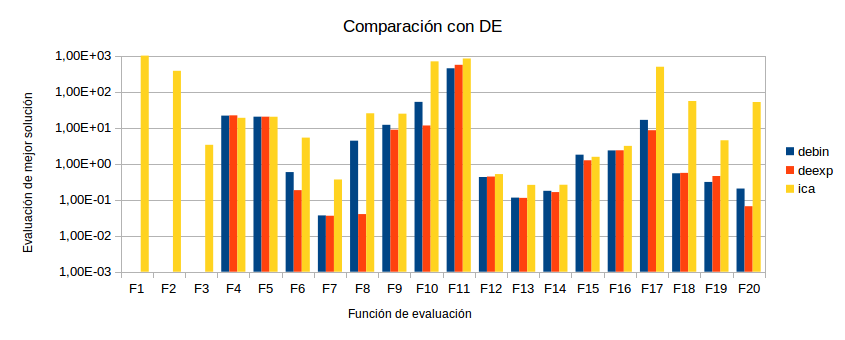 Comparación con DE
Evaluación de mejor solución
1,00E+03
1,00E+02
1,00E+01
1,00E+00
1,00E-01
1,00E-02
1,00E-03
F1 F2 F3 F4 F5 F6 F7 F8 F9 F10 F11 F12 F13 F14 F15 F16 F17 F18 F19 F20
Función de evaluación
debin
deexp
ica